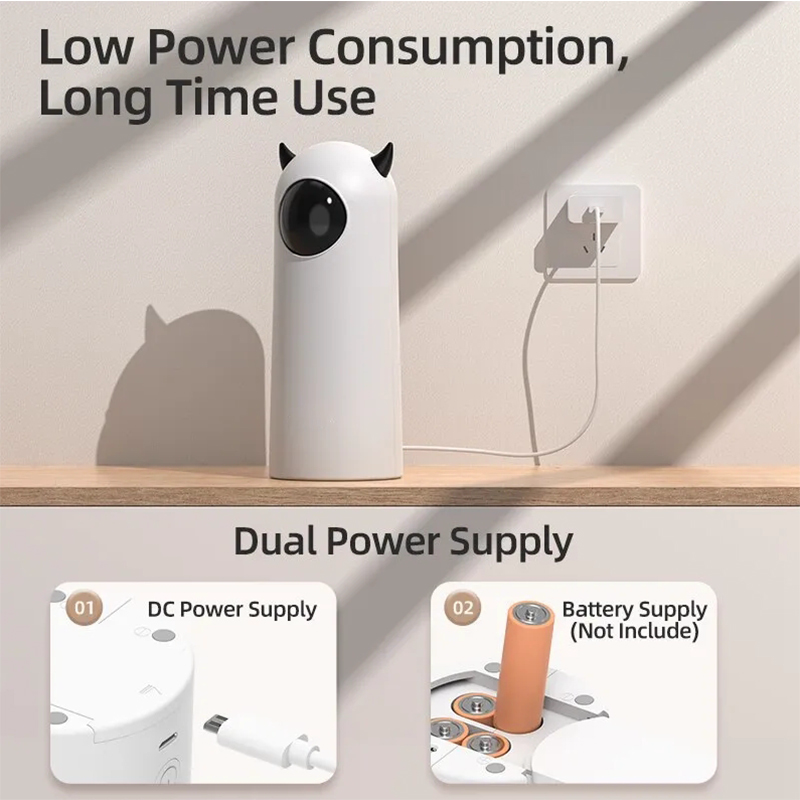 Low Power Consumption,
Long Time Use
Dual Power Supply
01
DC Power Supply
02
Battery Supply
(Not Include)